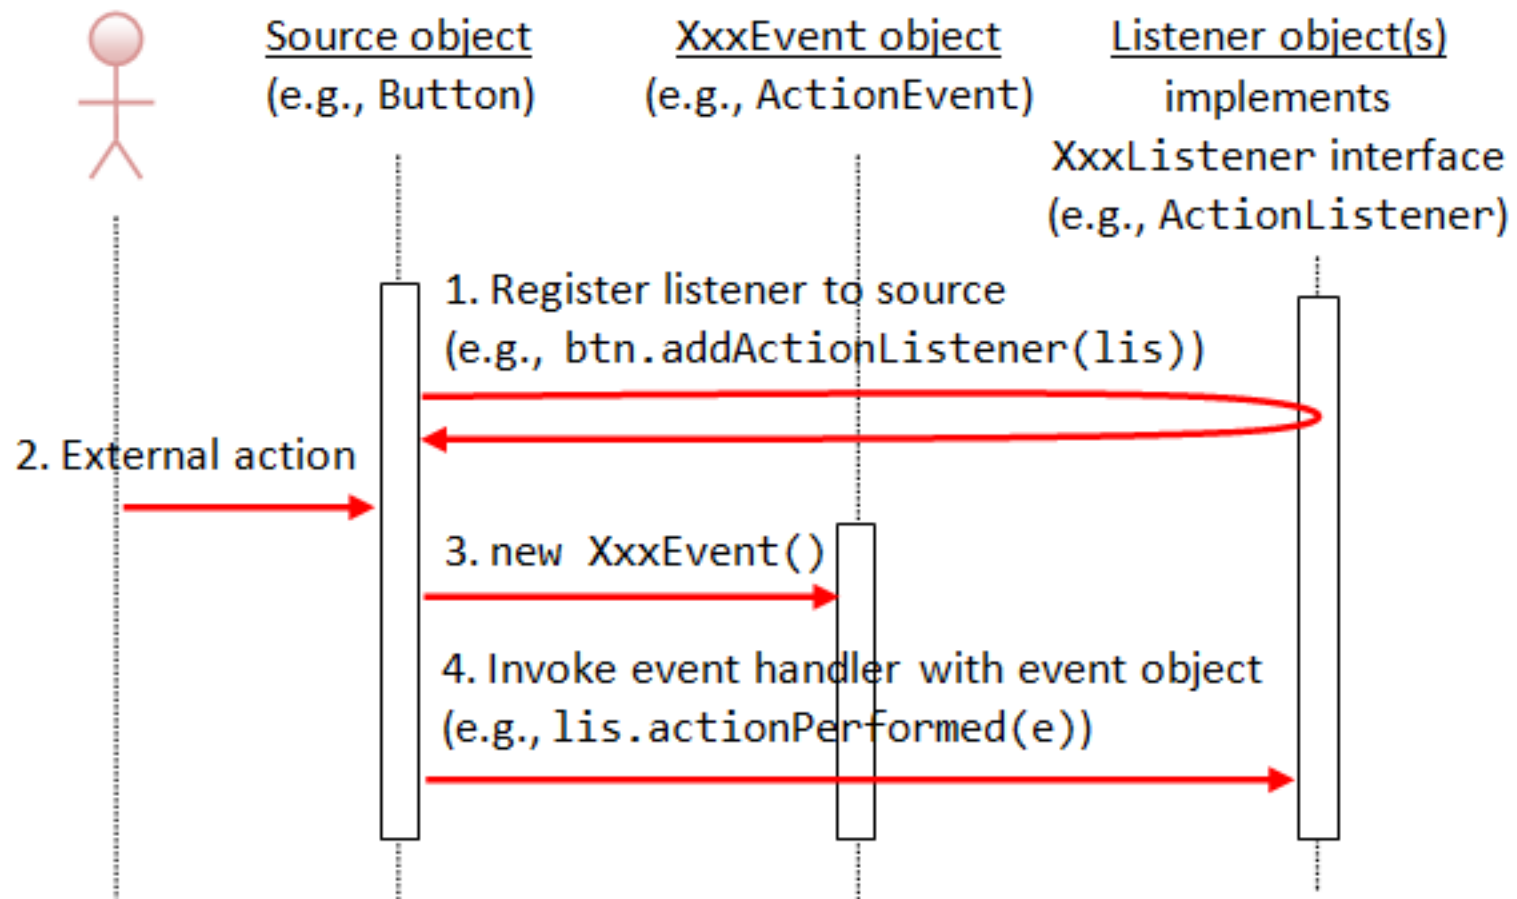 Source object
(e.g., Button)
XxxEvent object
(e.g., ActionEvent)
Listener object(s)
implements
XxxListener interface
(e.g., ActionListener)
1. Register listener to source
(e.g., btn.addActionListener(lis))
2. External action
3. new XxxEvent()
4. Invoke event handler with event object
(e.g., lis.actionPerformed(e))